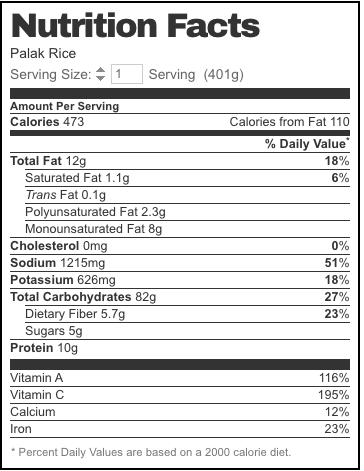 Nutrition Facts
Palak Rice
Serving Size: 1 Serving (401g)
Amount Per Serving
Calories 473 Calories from Fat 110
% Daily Value*
Total Fat 12g 18%
Saturated Fat 1.1g 6%
Trans Fat 0.1g
Polyunsaturated Fat 2.3g
Monounsaturated Fat 8g
Cholesterol 0mg 0%
Sodium 1215mg 51%
Potassium 626mg 18%
Total Carbohydrates 82g 27%
Dietary Fiber 5.7g 23%
Sugars 5g
Protein 10g
Vitamin A 116%
Vitamin C 195%
Calcium 12%
Iron 23%
* Percent Daily Values are based on a 2000 calorie diet.